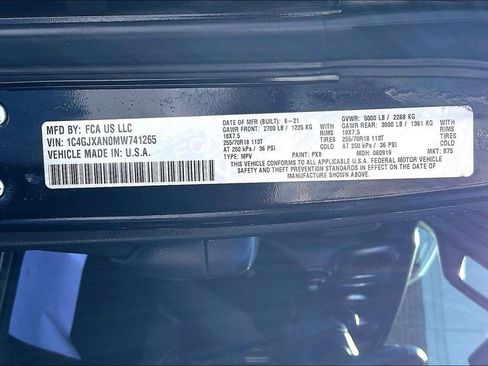 MFD. BY: FCA US LLC
VIN: 1C4GJXAN0MW741265
VEHICLE MADE IN: U.S.A.
DATE OF MFR (BUILT): 6-21
GAWR FRONT: 2700 LB / 1225 KG RIMS
18X7.5
255/70R18 113T TIRES
AT 250 kPa / 36 PSI COLD
TYPE: MPV PAINT: PX8
GVWR: 5000 LB / 2268 KG
GAWR REAR: 3000 LB / 1361 KG
18X7.5 RIMS
255/70R18 113T TIRES
AT 250 kPa / 36 PSI COLD
MDH: 060919 MKT: 875
THIS VEHICLE CONFORMS TO ALL APPLICABLE U.S.A. FEDERAL MOTOR VEHICLE
SAFETY AND THEFT PREVENTION STANDARDS IN EFFECT ON THE DATE OF
MANUFACTURE SHOWN ABOVE.